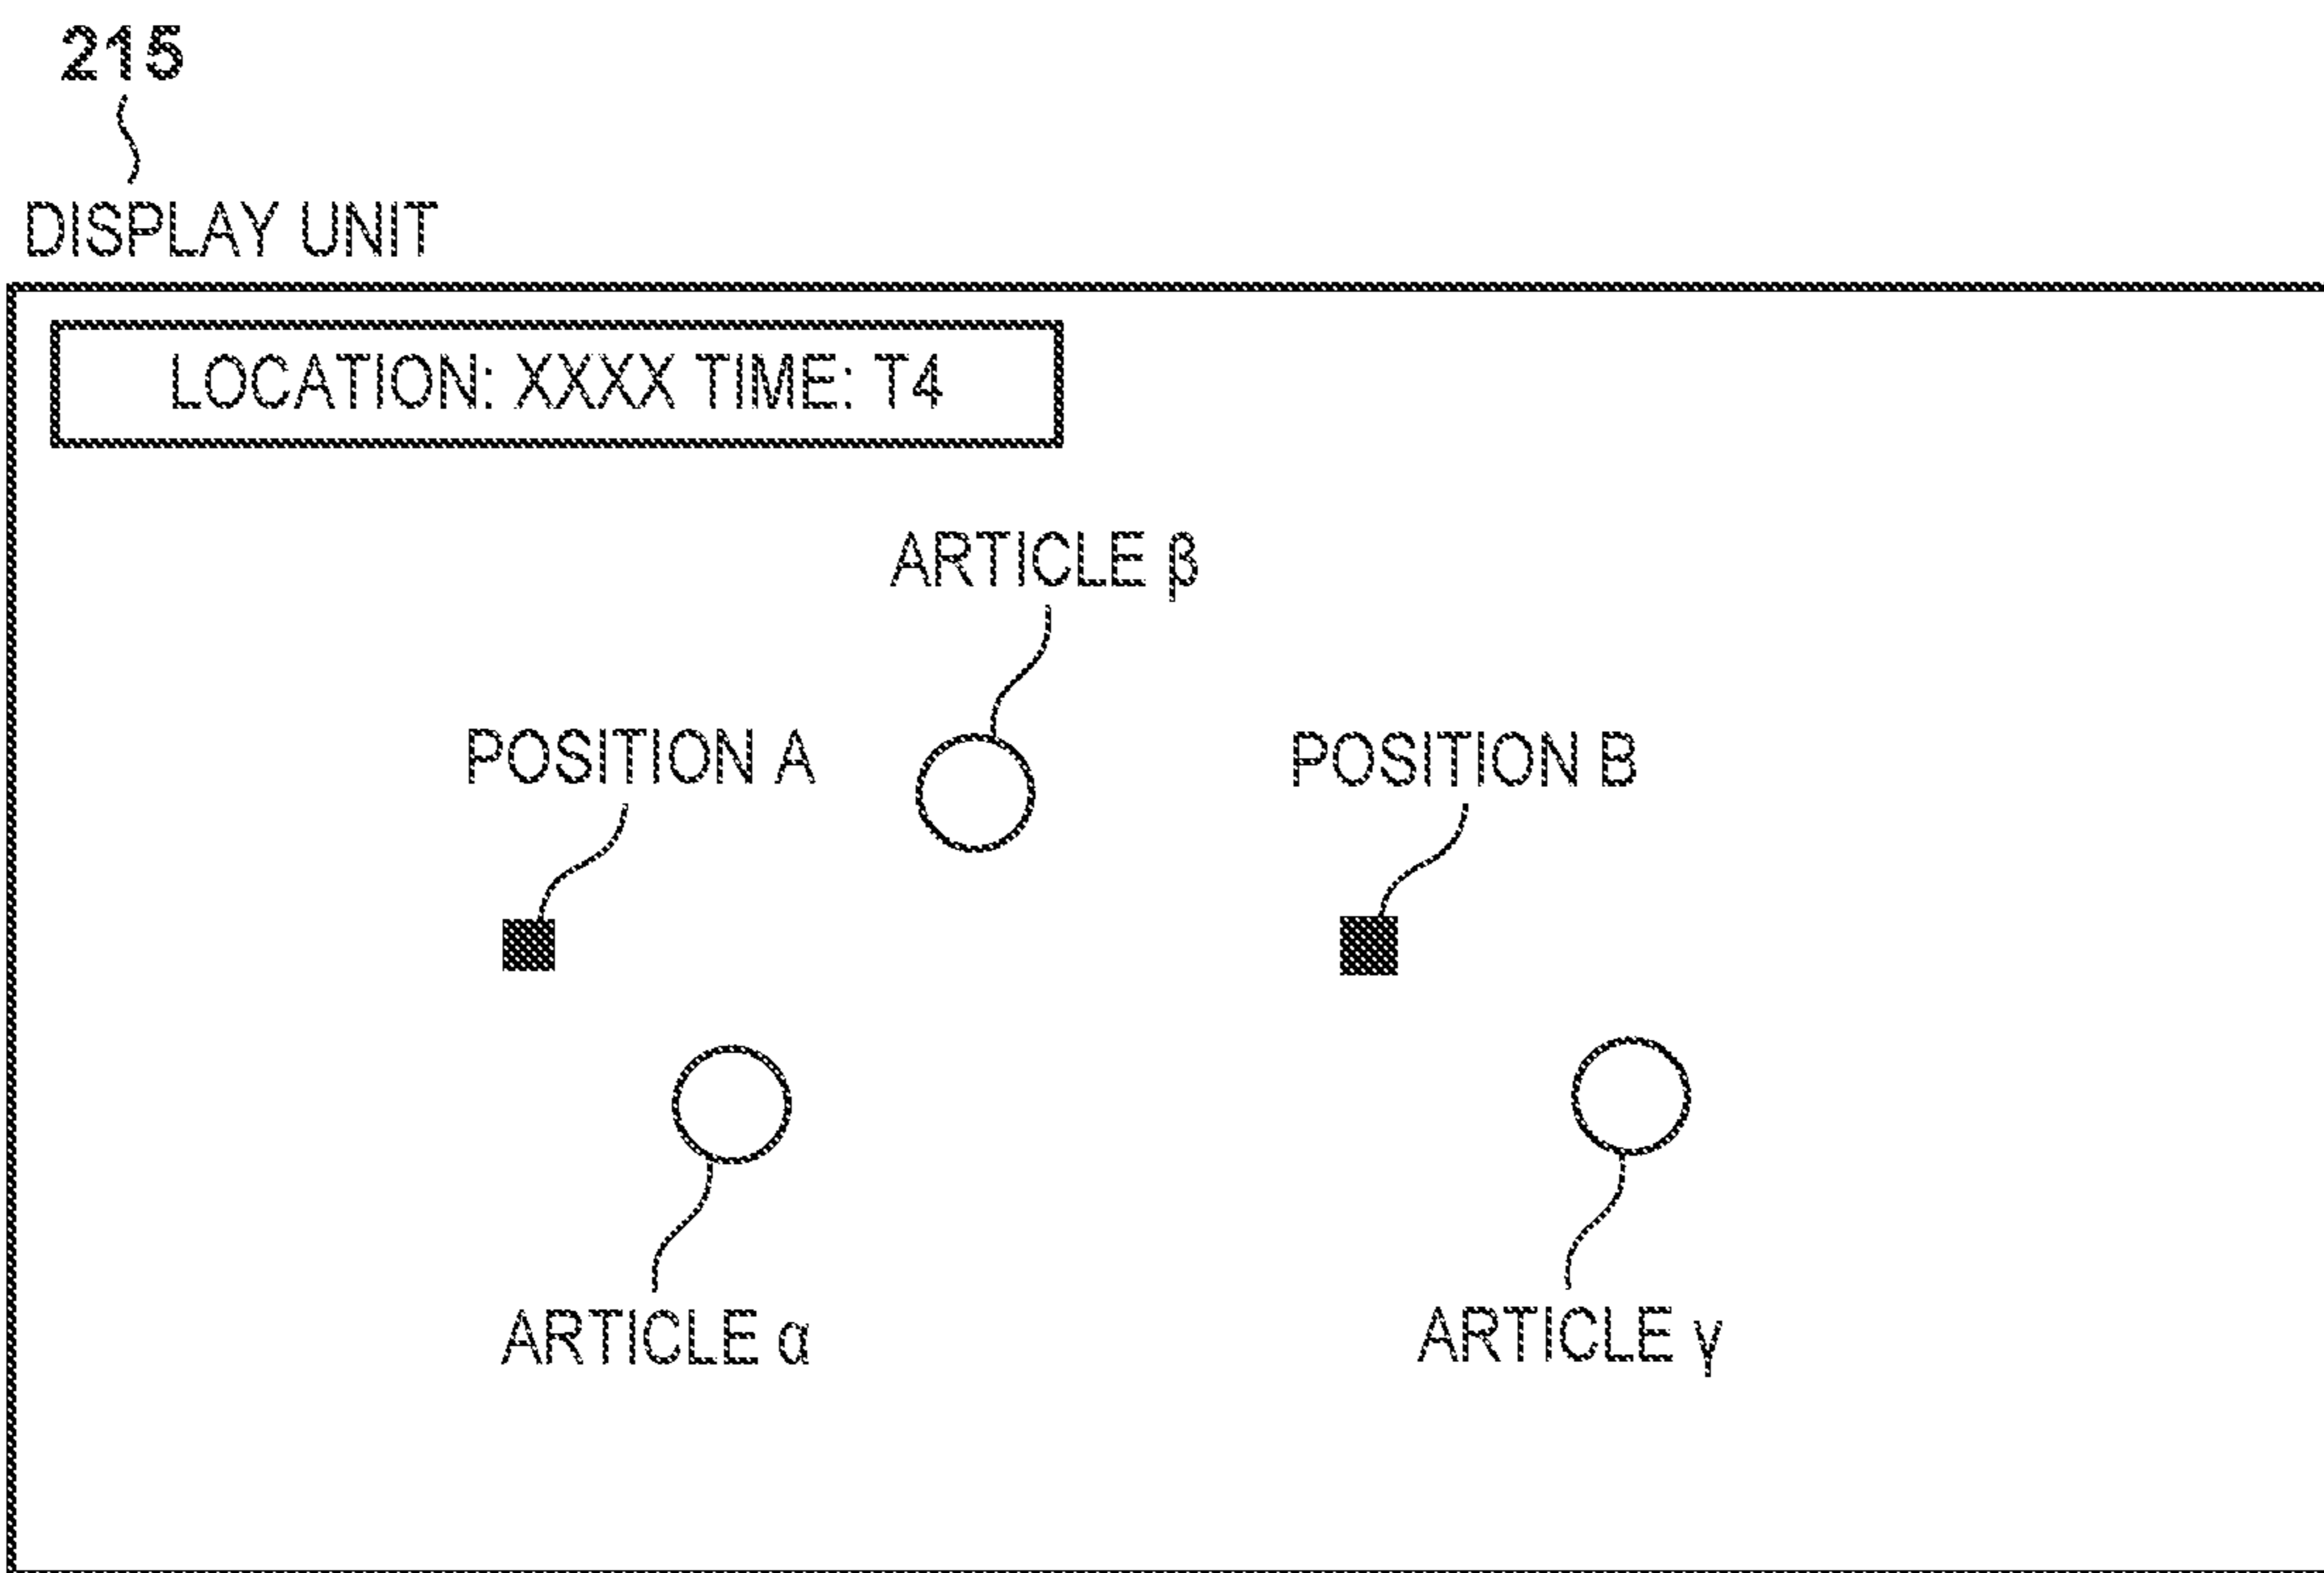 215
DISPLAY UNIT
LOCATION: XXXX TIME: T4
ARTICLE β
POSITION A
POSITION B
ARTICLE α
ARTICLE γ